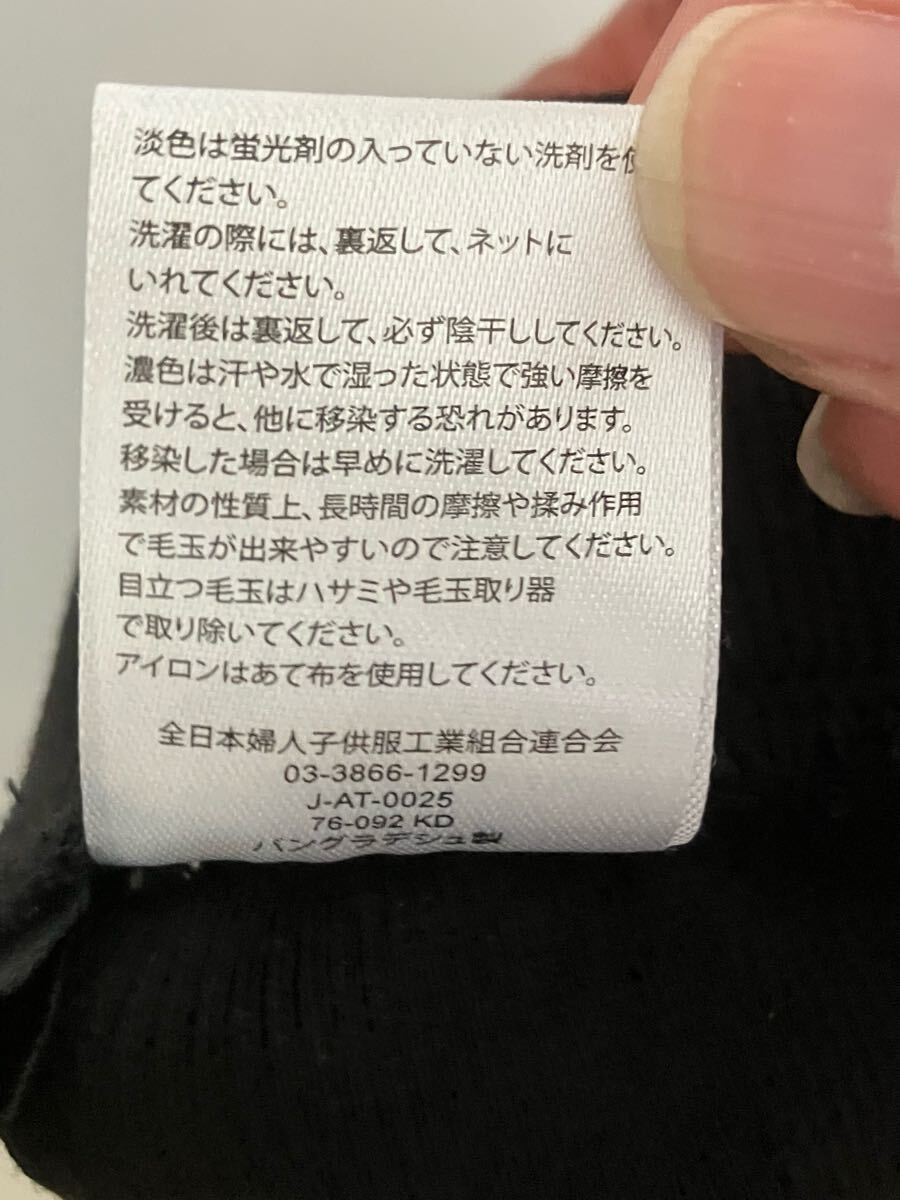 淡色は蛍光剤の入っていない洗剤を使
てください。
洗濯の際には、裏返して、ネットに
いれてください。
洗濯後は裏返して、必ず陰干ししてください。
濃色は汗や水で湿った状態で強い摩擦を
受けると、他に移染する恐れがあります。
移染した場合は早めに洗濯してください。
素材の性質上、長時間の摩擦や揉み作用
で毛玉が出来やすいので注意してください。
目立つ毛玉はハサミや毛玉取り器
で取り除いてください。
アイロンはあて布を使用してください。
全日本婦人子供服工業組合連合会
03-3866-1299
J-AT-0025
76-092 KD
バングラデシュ製